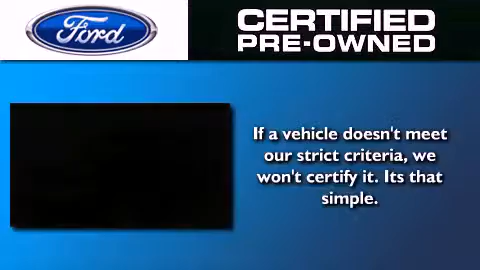 Ford
CERTIFIED
PRE-OWNED
If a vehicle doesn't meet
our strict criteria, we
won't certify it. Its that
simple.